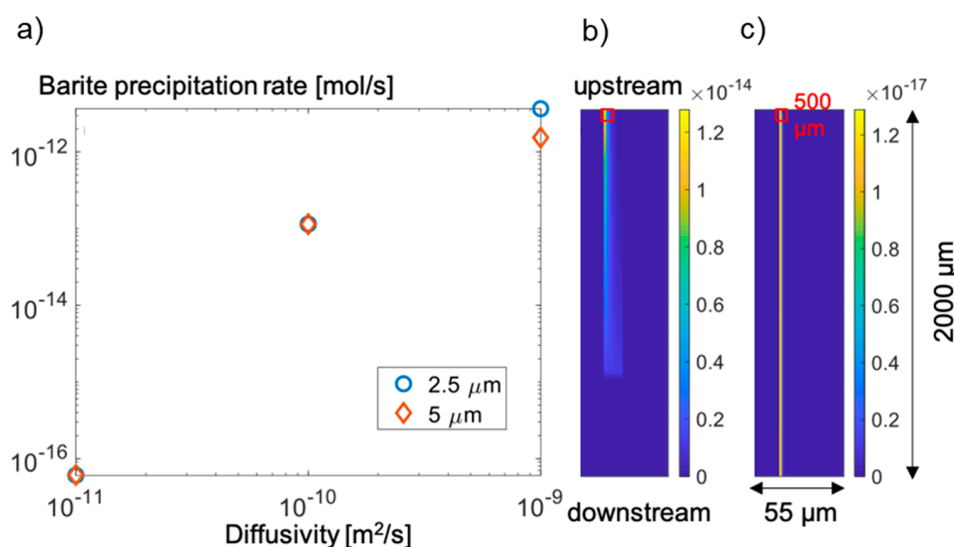 a)
Barite precipitation rate [mol/s]
10⁻¹²
10⁻¹⁴
10⁻¹⁶
10⁻¹¹
10⁻¹⁰
10⁻⁹
Diffusivity [m²/s]
2.5 μm
5 μm
b)
upstream
×10⁻¹⁴
1.2
1
0.8
0.6
0.4
0.2
0
downstream
c)
500
μm
×10⁻¹⁷
1.2
1
0.8
0.6
0.4
0.2
0
2000 μm
55 μm